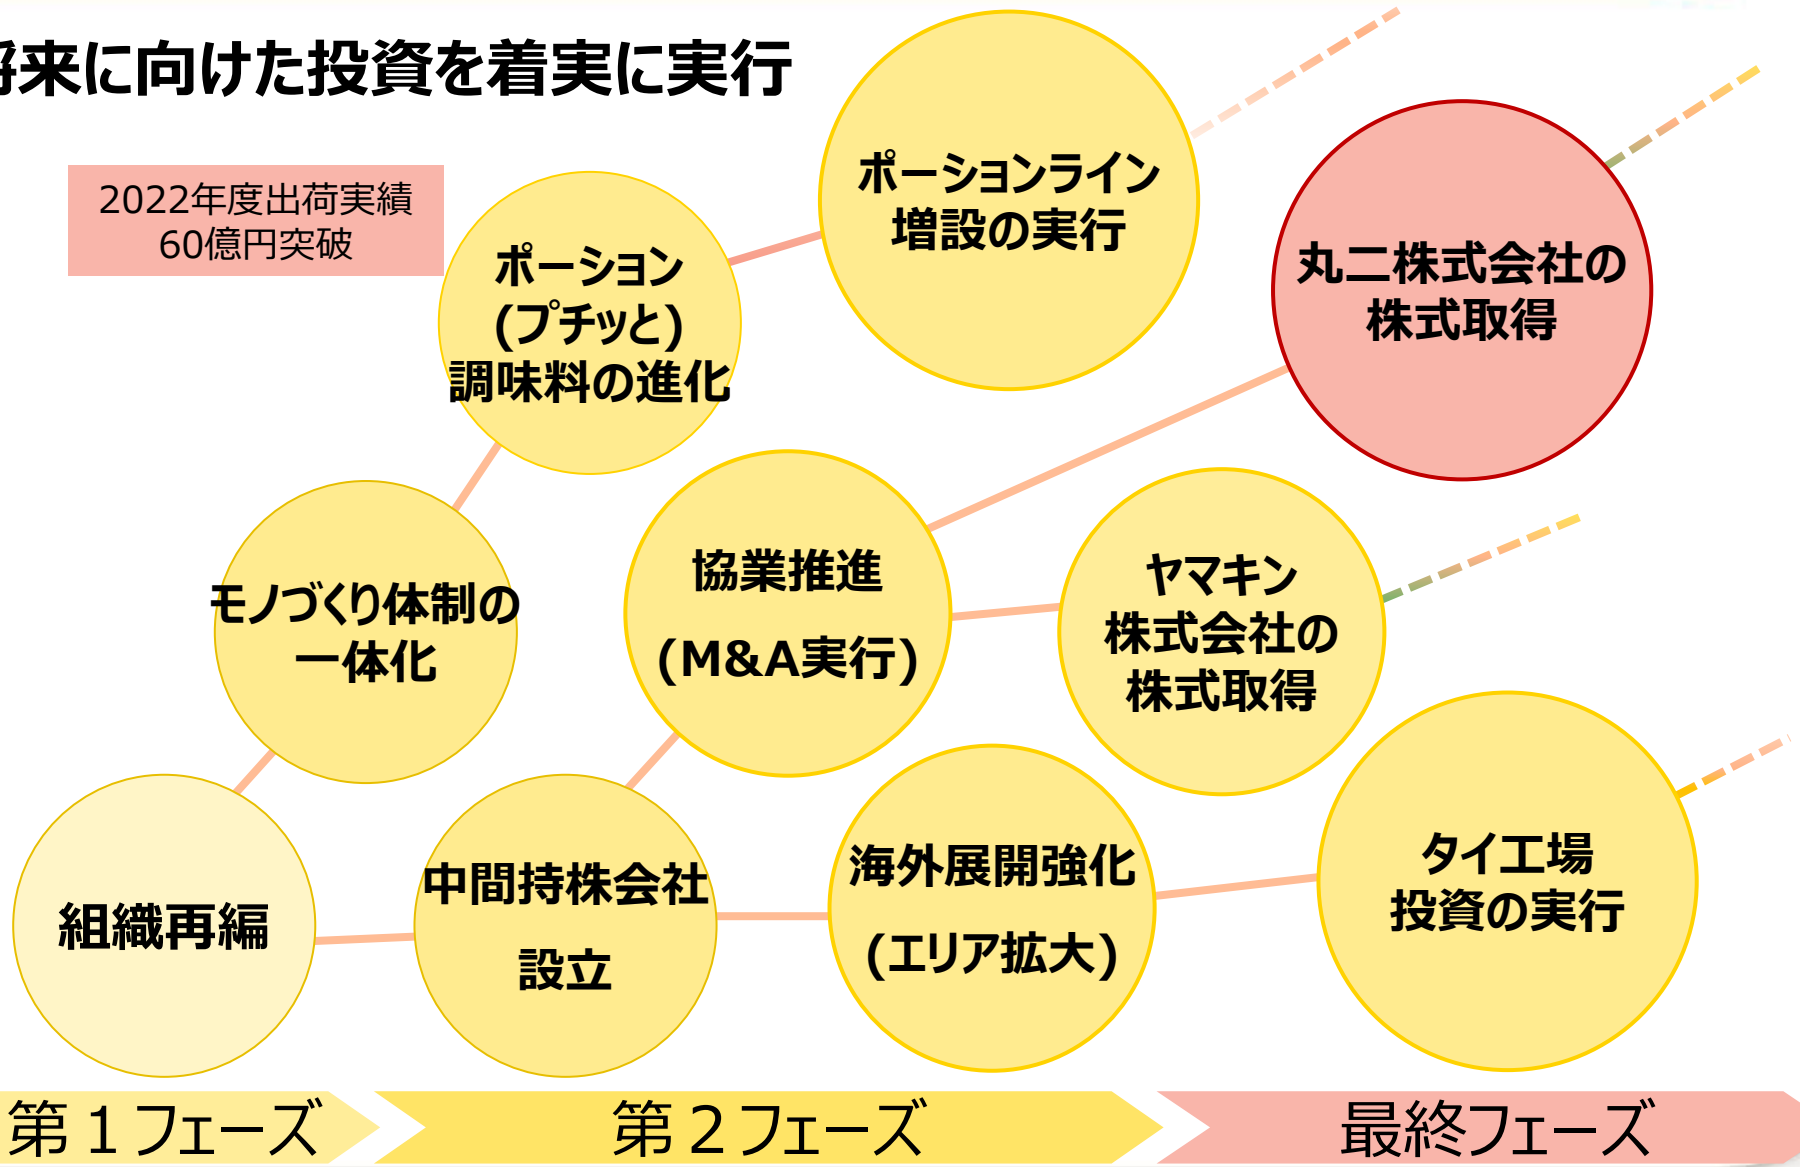 来に向けた投資を着実に実行
2022年度出荷実績
60億円突破
ポーション
(プチッと)
調味料の進化
ポーションライン
増設の実行
丸二株式会社の
株式取得
モノづくり体制の
一体化
協業推進
(M&A実行)
ヤマキン
株式会社の
株式取得
組織再編
中間持株会社
設立
海外展開強化
(エリア拡大)
タイ工場
投資の実行
第１フェーズ
第２フェーズ
最終フェーズ